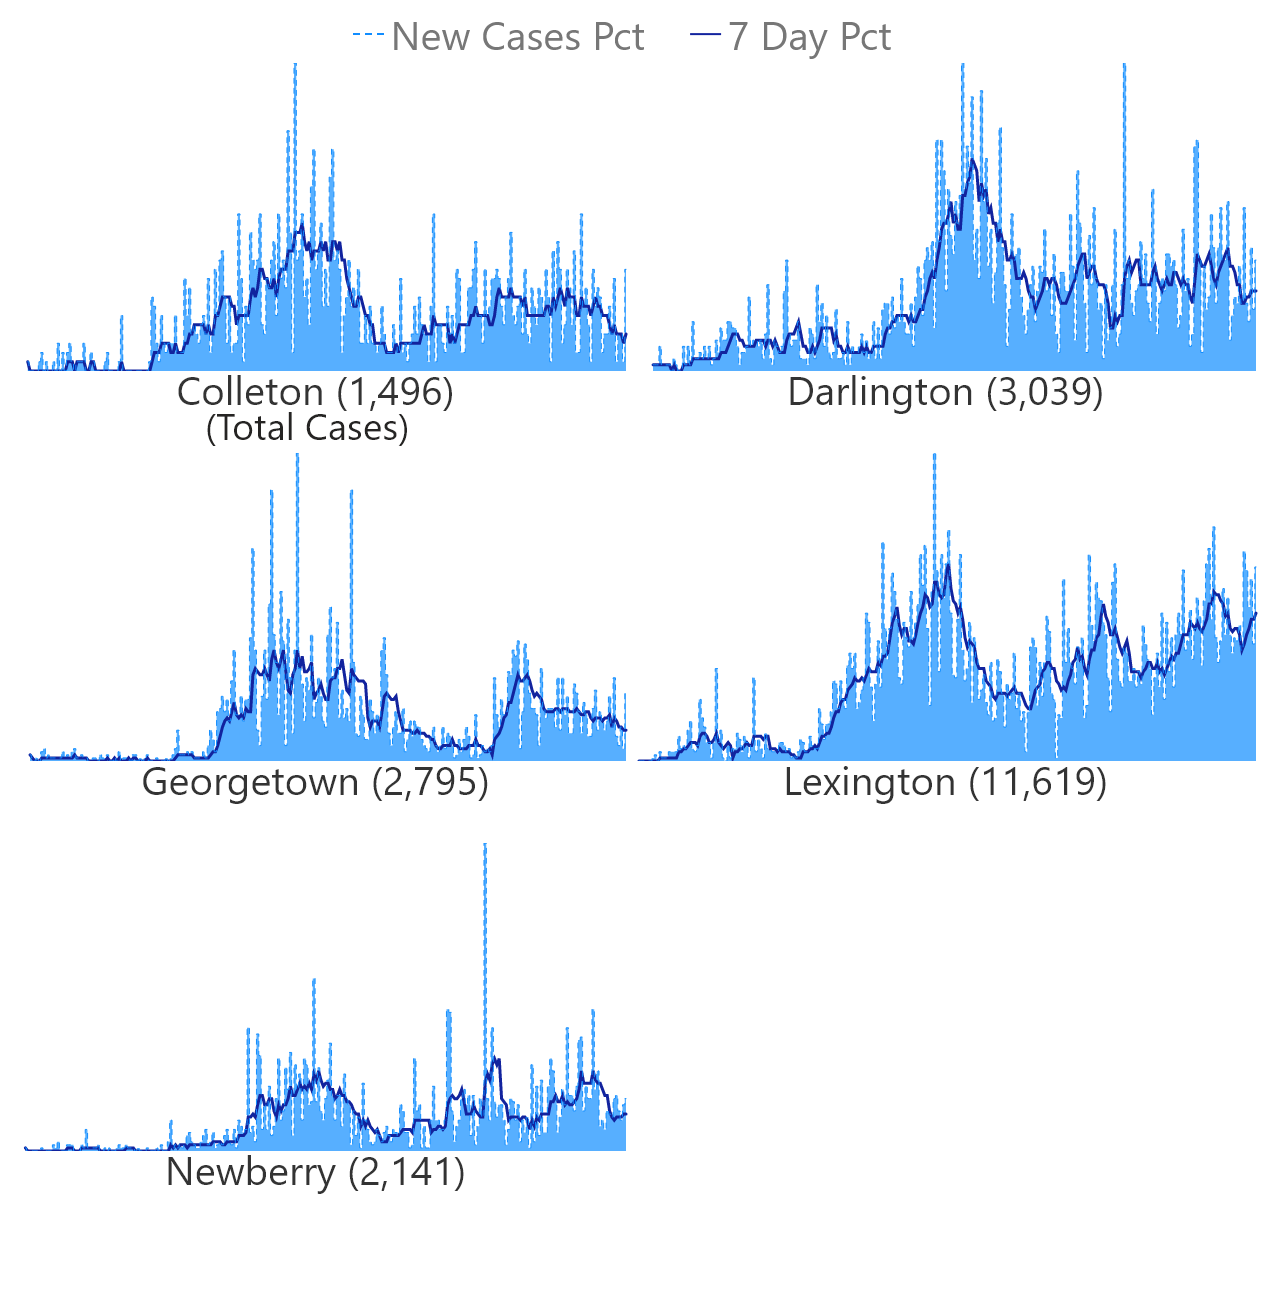 New Cases Pct 7 Day Pct
Colleton (1,496)
(Total Cases)
Darlington (3,039)
Georgetown (2,795)
Lexington (11,619)
Newberry (2,141)